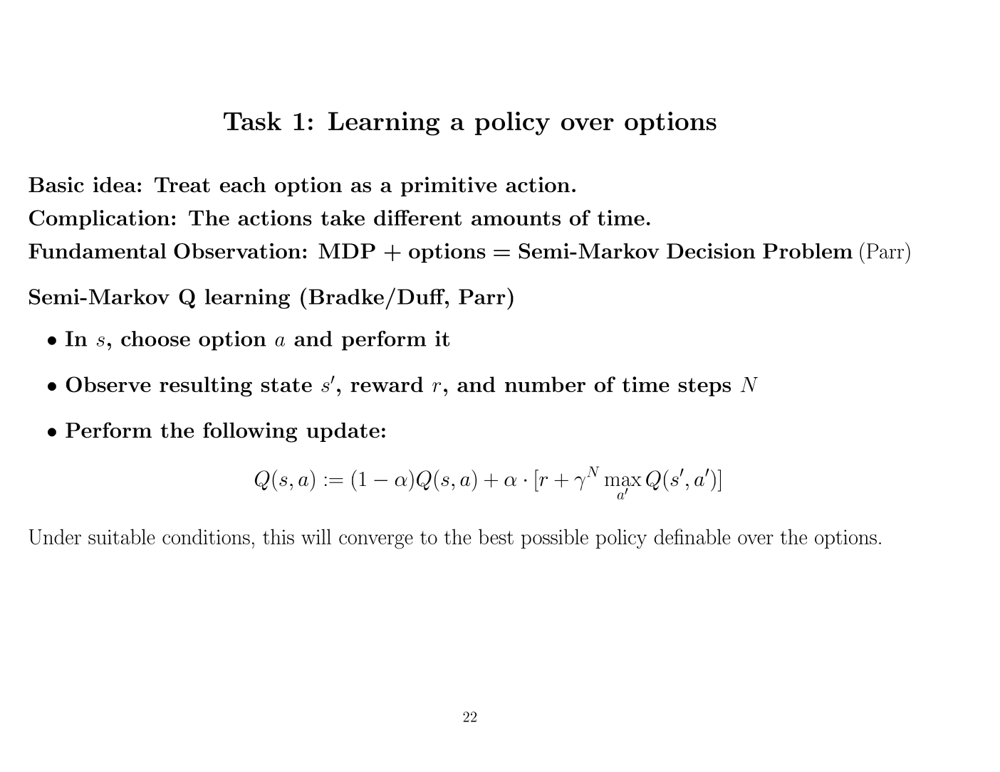 Task 1: Learning a policy over options
Basic idea: Treat each option as a primitive action.
Complication: The actions take different amounts of time.
Fundamental Observation: MDP + options = Semi-Markov Decision Problem (Parr)
Semi-Markov Q learning (Bradke/Duff, Parr)
• In s, choose option a and perform it
• Observe resulting state s′, reward r, and number of time steps N
• Perform the following update:
$Q(s, a) := (1 - \alpha)Q(s, a) + \alpha \cdot [r + \gamma^N \max_{a'} Q(s', a')]$
Under suitable conditions, this will converge to the best possible policy definable over the options.
22